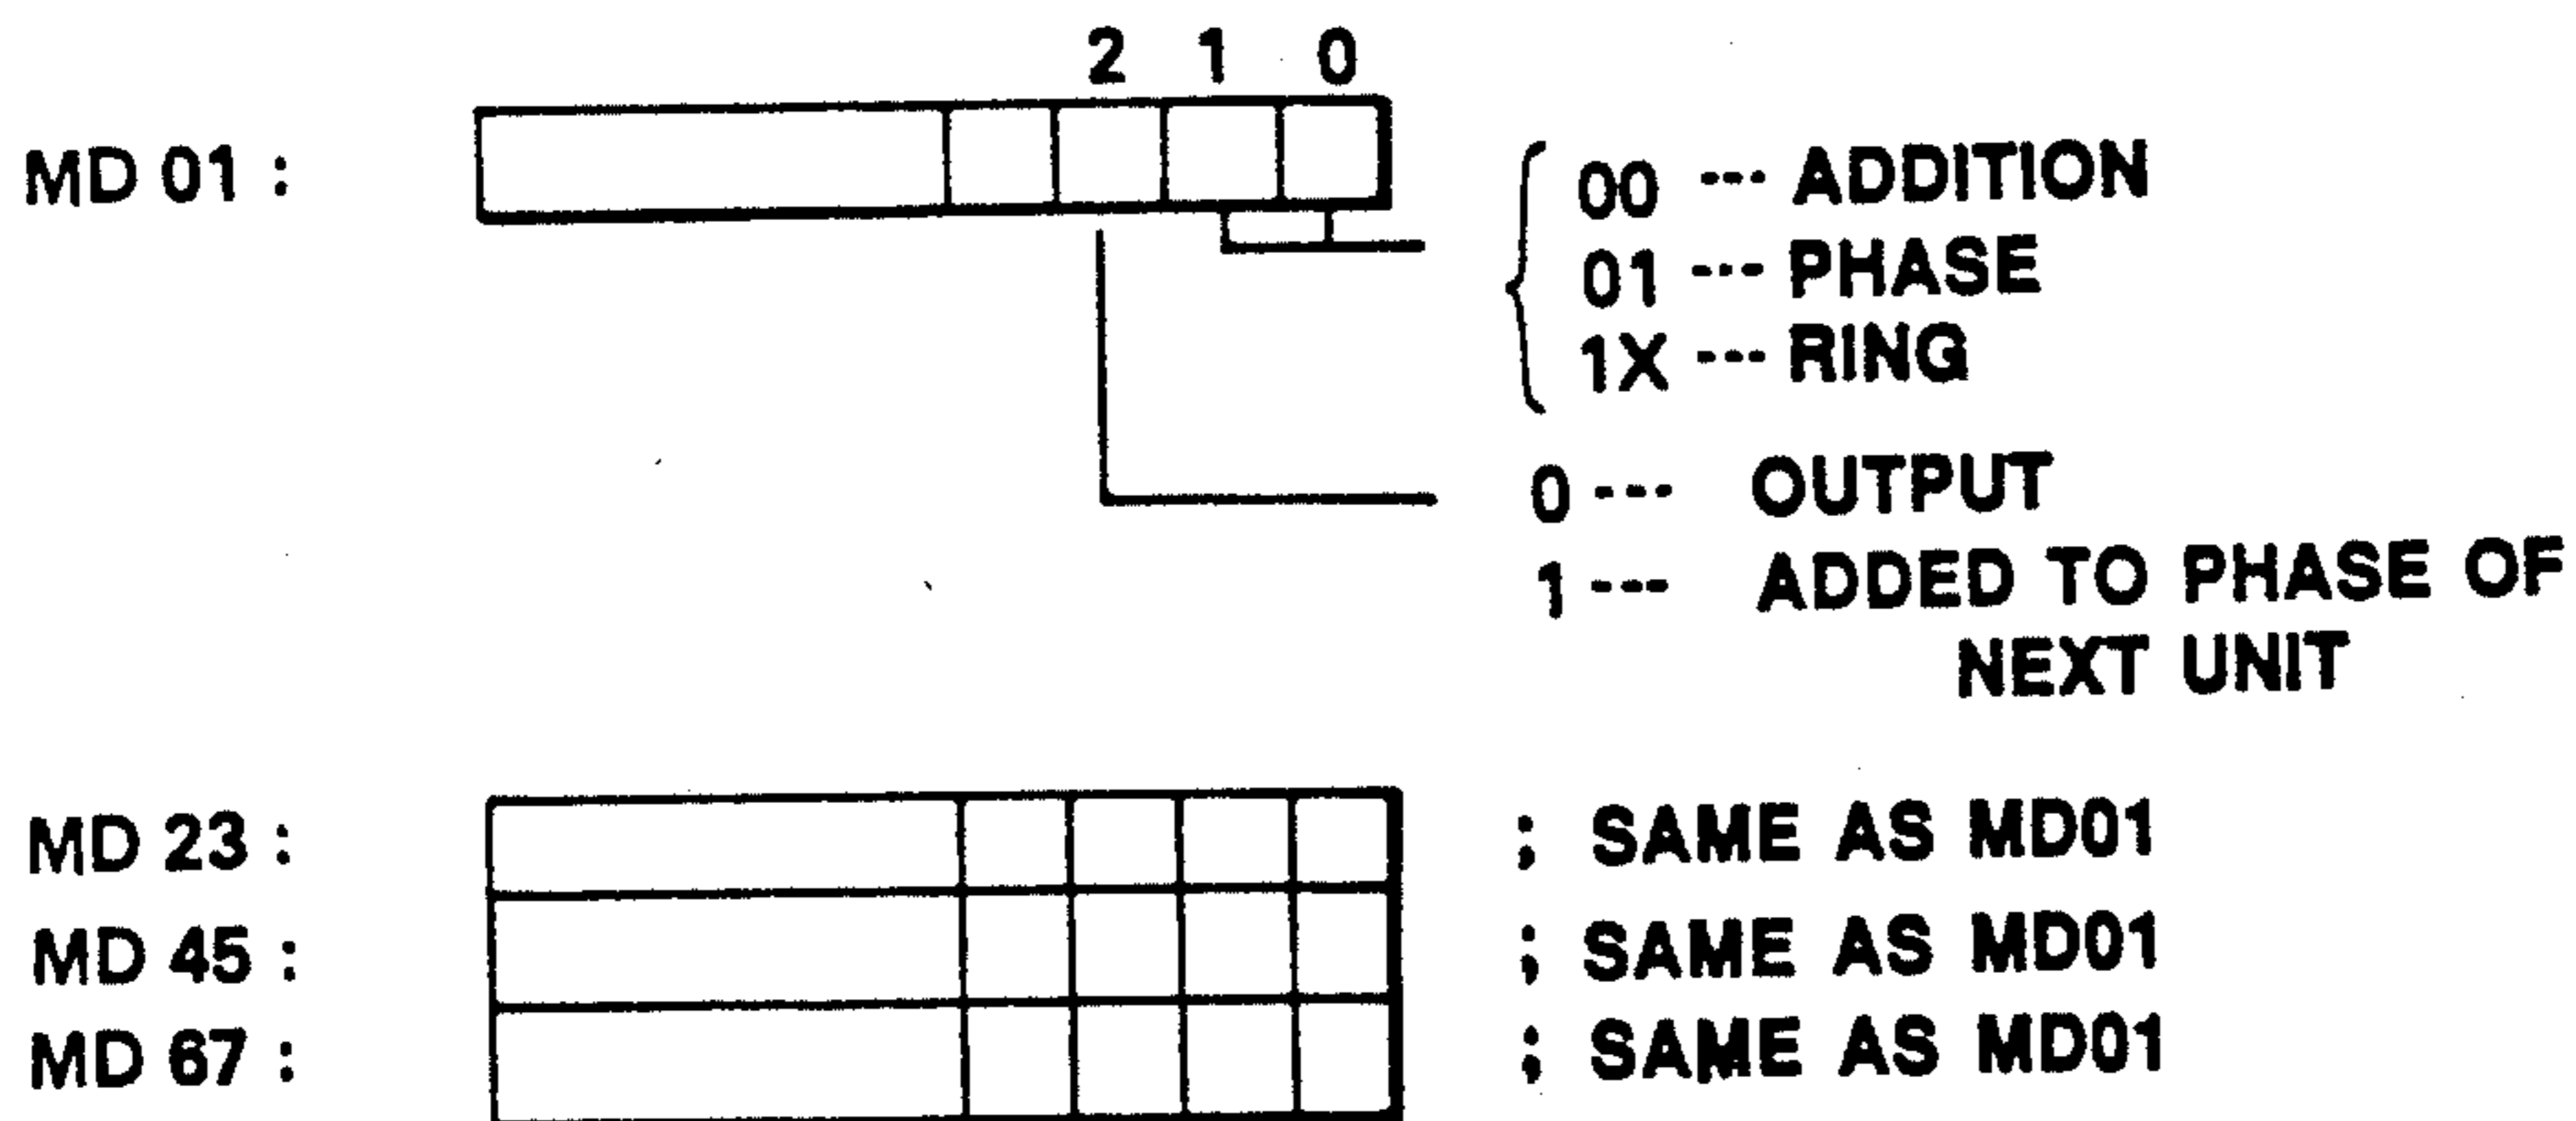 2 1 0
MD 01 :
00 --- ADDITION
01 --- PHASE
1X --- RING
0 --- OUTPUT
1 --- ADDED TO PHASE OF
NEXT UNIT
MD 23 : ; SAME AS MD01
MD 45 : ; SAME AS MD01
MD 67 : ; SAME AS MD01